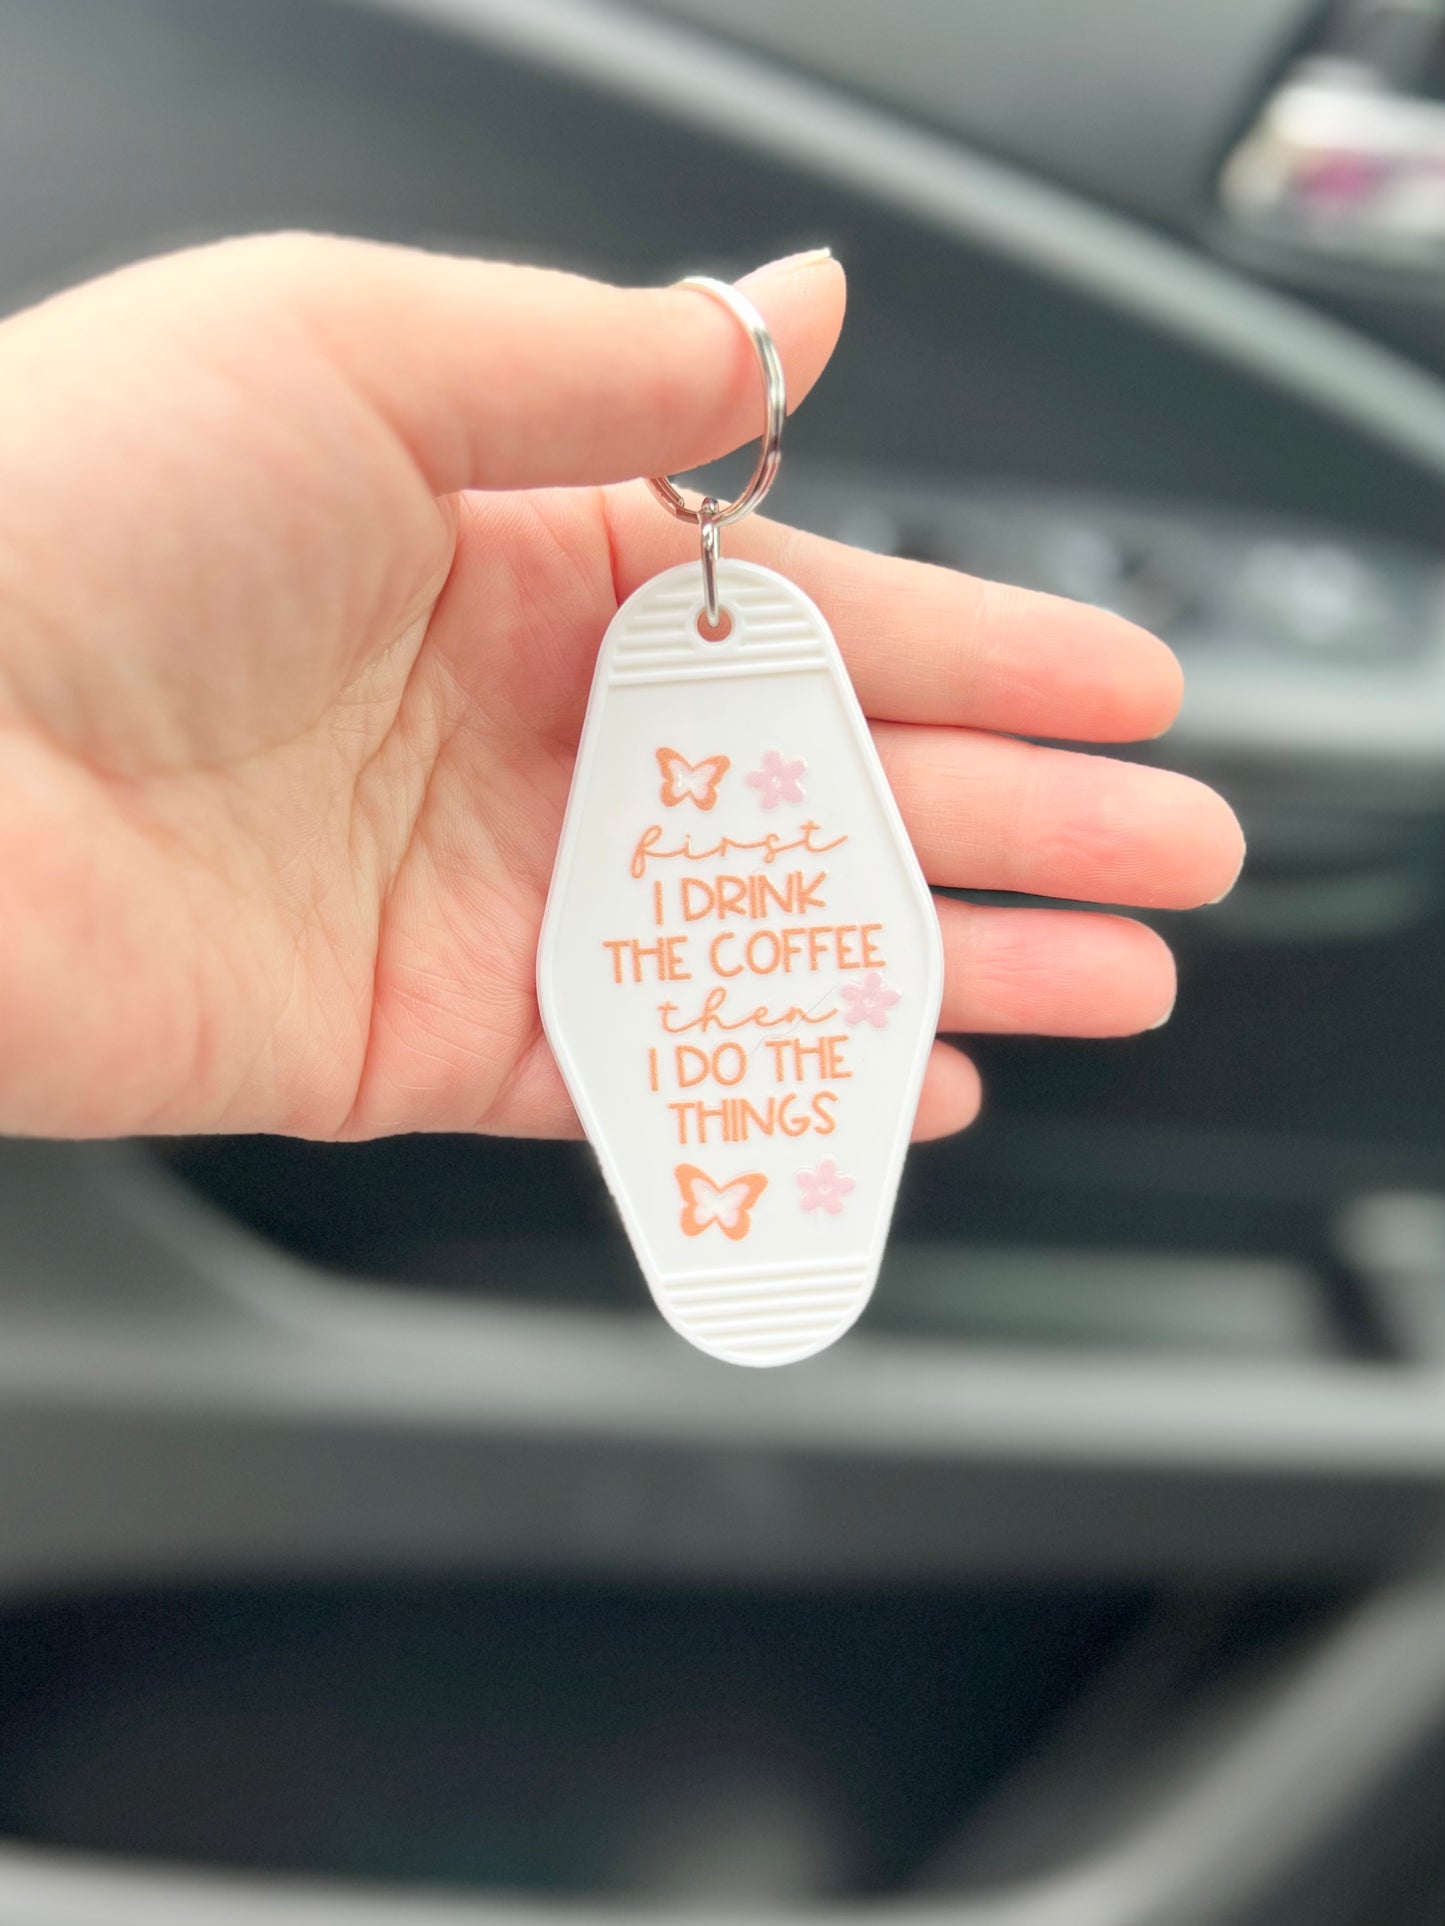 first
I DRINK
THE COFFEE
then
I DO THE
THINGS